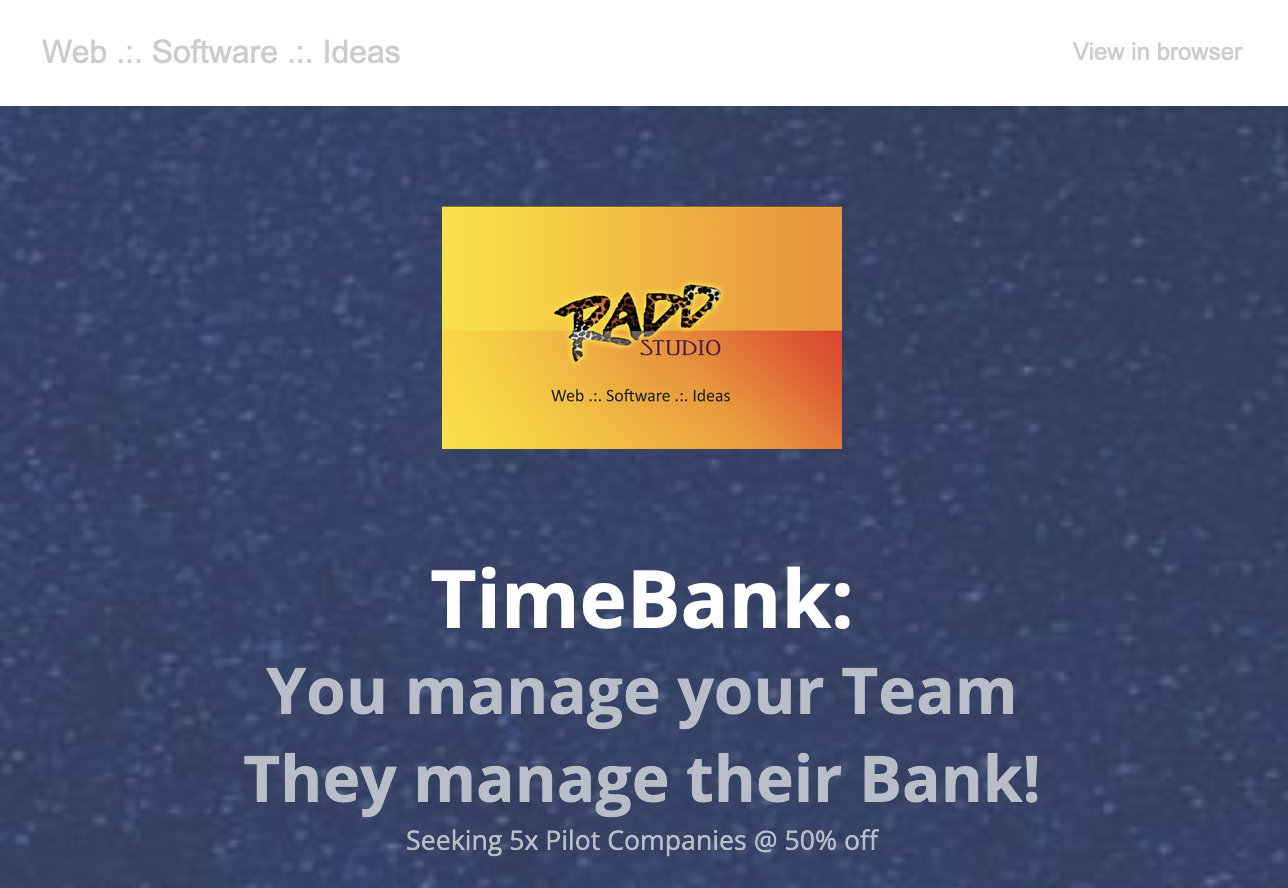 Web .:. Software .:. Ideas
View in browser
RADD
STUDIO
Web .:. Software .:. Ideas
TimeBank:
You manage your Team
They manage their Bank!
Seeking 5x Pilot Companies @ 50% off